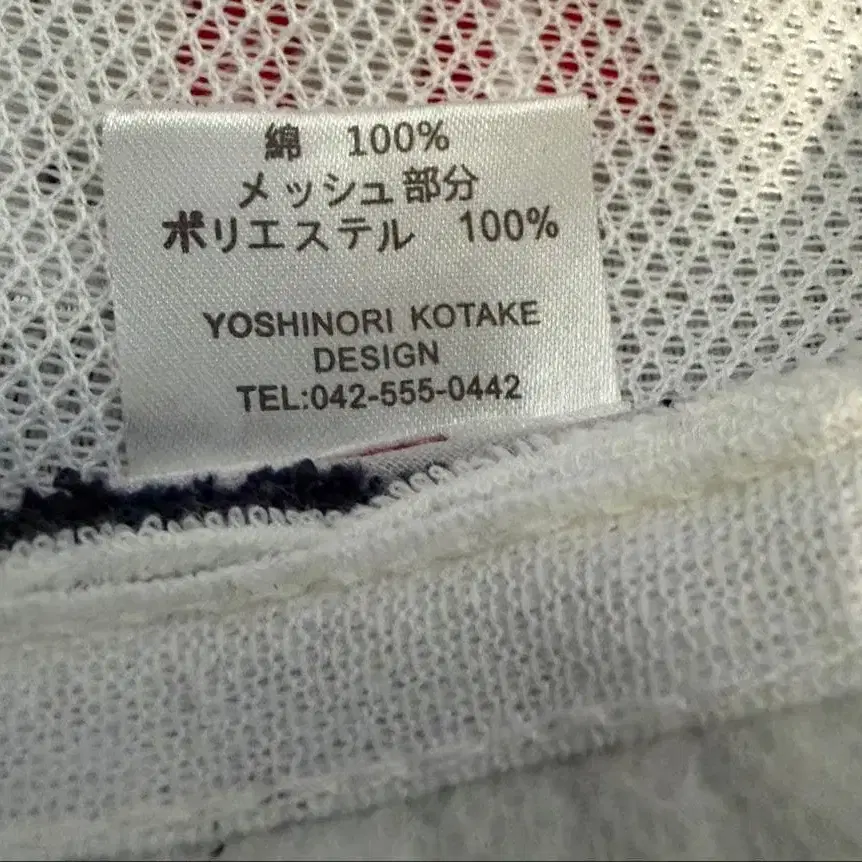 綿　100%
メッシュ部分
ポリエステル　100%
YOSHINORI KOTAKE
DESIGN
TEL:042-555-0442